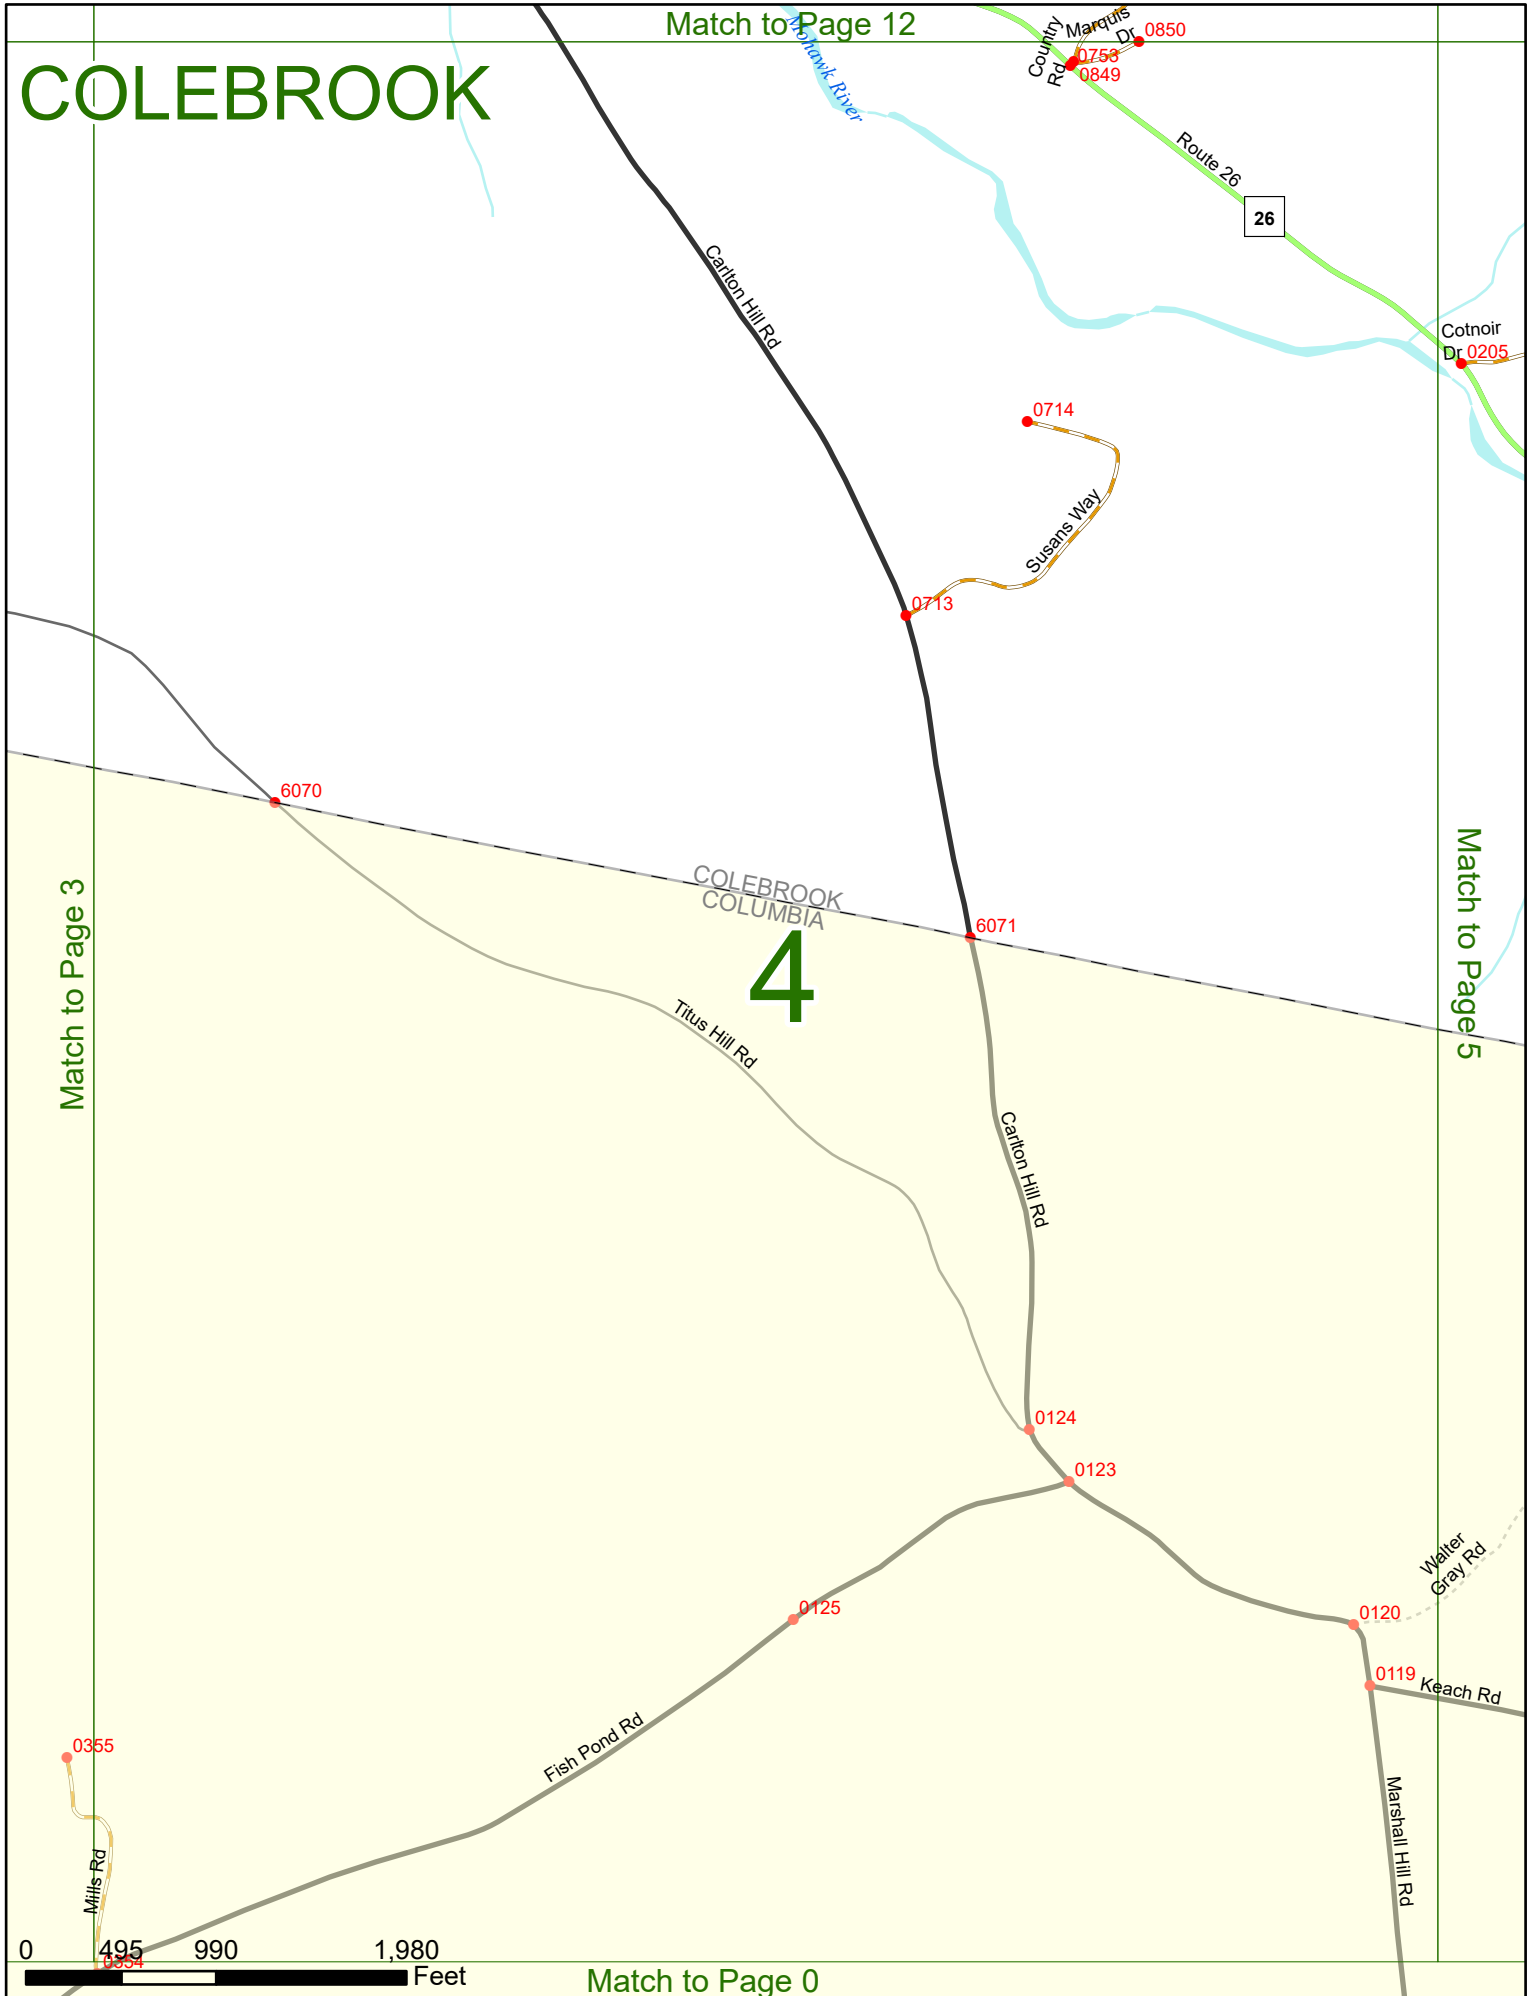 Match to Page 12
COLEBROOK
Mohawk River
Country
Rd
Marquis
Dr
0850
0753
0849
Route 26
26
Carlton Hill Rd
Cotnoir
Dr
0205
0714
Susans Way
0713
6070
COLEBROOK
COLUMBIA
6071
4
Match to Page 3
Match to Page 5
Titus Hill Rd
Carlton Hill Rd
0124
0123
Walter
Gray Rd
0125
0120
0119
Keach Rd
Fish Pond Rd
0355
Marshall Hill Rd
Mills Rd
0 495 990 1,980
0354
Feet
Match to Page 0